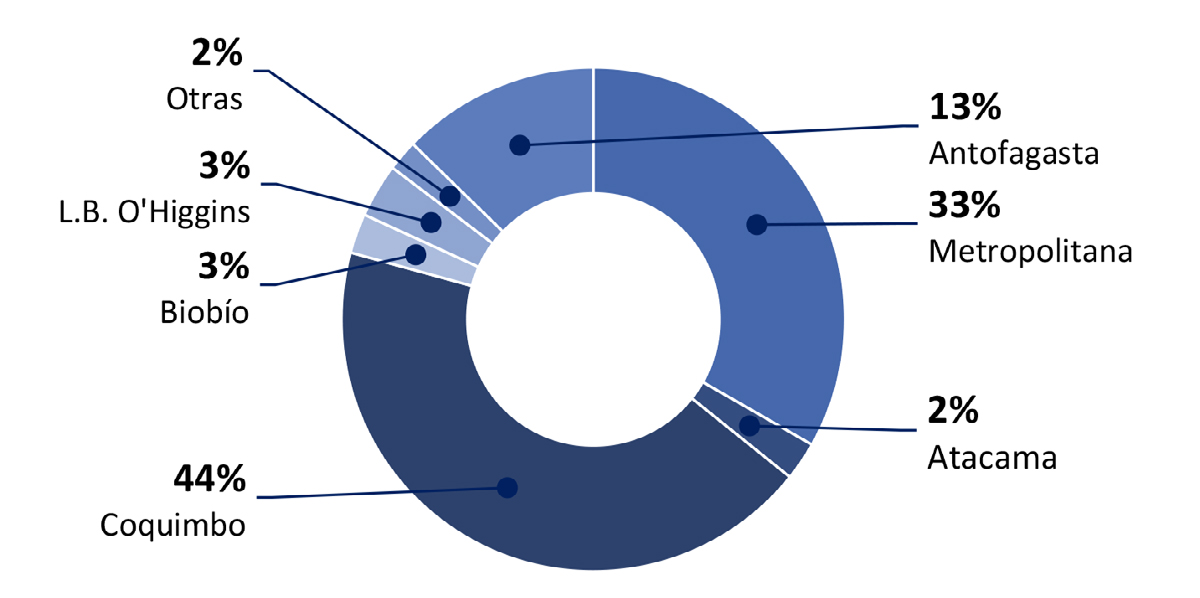 2%
Otras
3%
L.B. O'Higgins
3%
Biobío
44%
Coquimbo
13%
Antofagasta
33%
Metropolitana
2%
Atacama